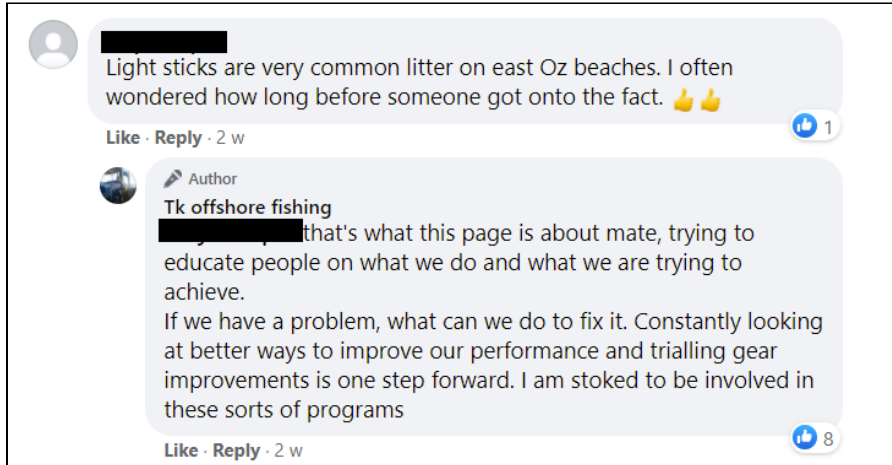 Light sticks are very common litter on east Oz beaches. I often
wondered how long before someone got onto the fact. 👍👍
1
Like · Reply · 2 w
Author
Tk offshore fishing
that's what this page is about mate, trying to
educate people on what we do and what we are trying to
achieve.
If we have a problem, what can we do to fix it. Constantly looking
at better ways to improve our performance and trialling gear
improvements is one step forward. I am stoked to be involved in
these sorts of programs
8
Like · Reply · 2 w